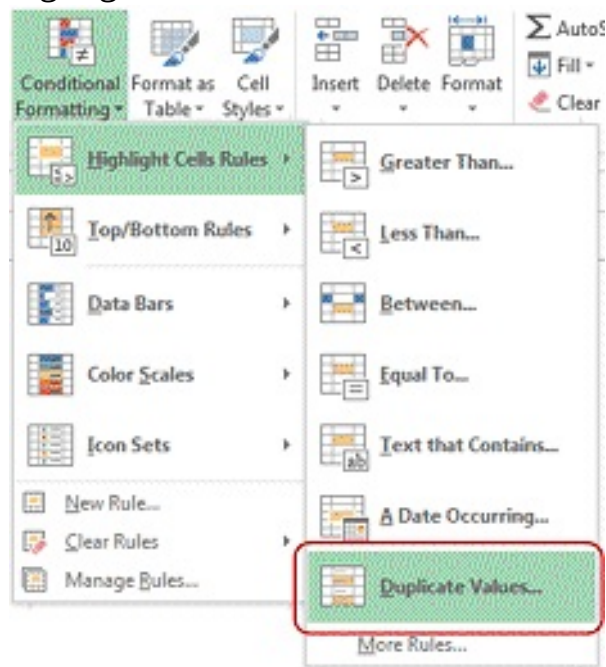 Conditional Formatting
Format as Table
Cell Styles
Insert
Delete
Format
Fill
Clear
Highlight Cells Rules
Top/Bottom Rules
10
Data Bars
Color Scales
Icon Sets
New Rule...
Clear Rules
Manage Rules...
Greater Than...
>
Less Than...
<
Between...
Equal To...
=
Text that Contains...
ab
A Date Occurring...
Duplicate Values...
More Rules...